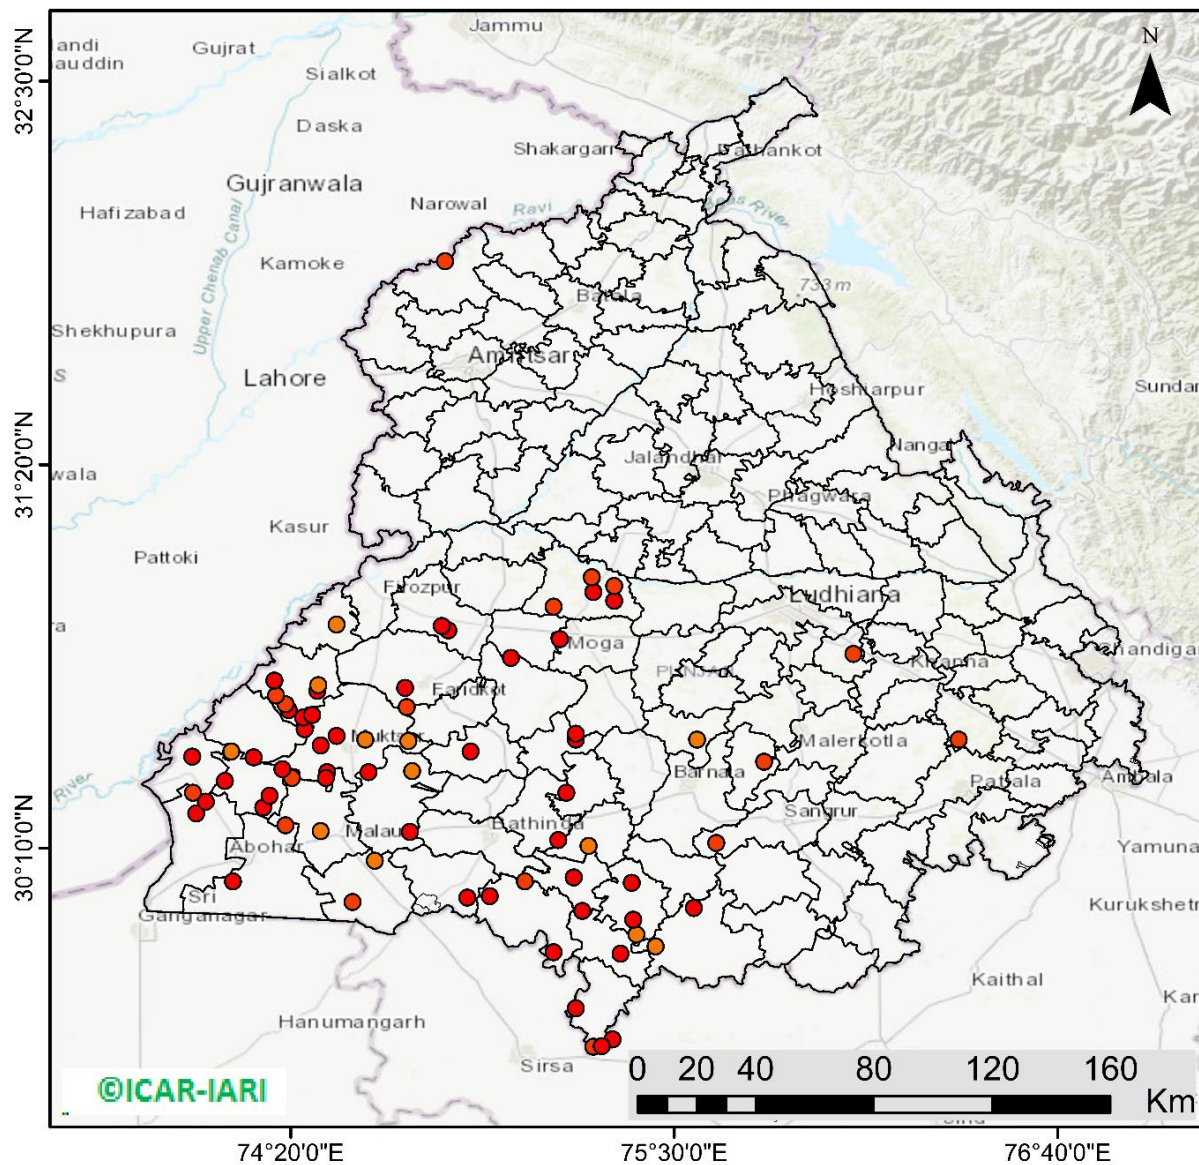 Jammu
N
32°30'0"N
andi
auddin
Gujrat
Sialkot
Daska
Shakargarh
Gujranwala
Hafizabad
Narowal
Ravi
Upper Chenab Canal
Kamoke
Batala
733 m
Shekhupura
Amritsar
S
Lahore
Hoshiarpur
Sundar
31°20'0"N
wala
Nangal
Jalandhar
Phagwara
Kasur
Pattoki
Firozpur
Ludhiana
ra
Moga
Chandigar
Khanna
PUNJAB
Faridkot
Muktsar
Malerkotla
Barnala
Patiala
Ambala
River
Sangrur
30°10'0"N
Bathinda
Malau
Abohar
Yamuna
Sri
Ganganagar
Kurukshetr
Kaithal
Kar
Hanumangarh
Sirsa
©ICAR-IARI
0 20 40 80 120 160
Km
74°20'0"E 75°30'0"E 76°40'0"E